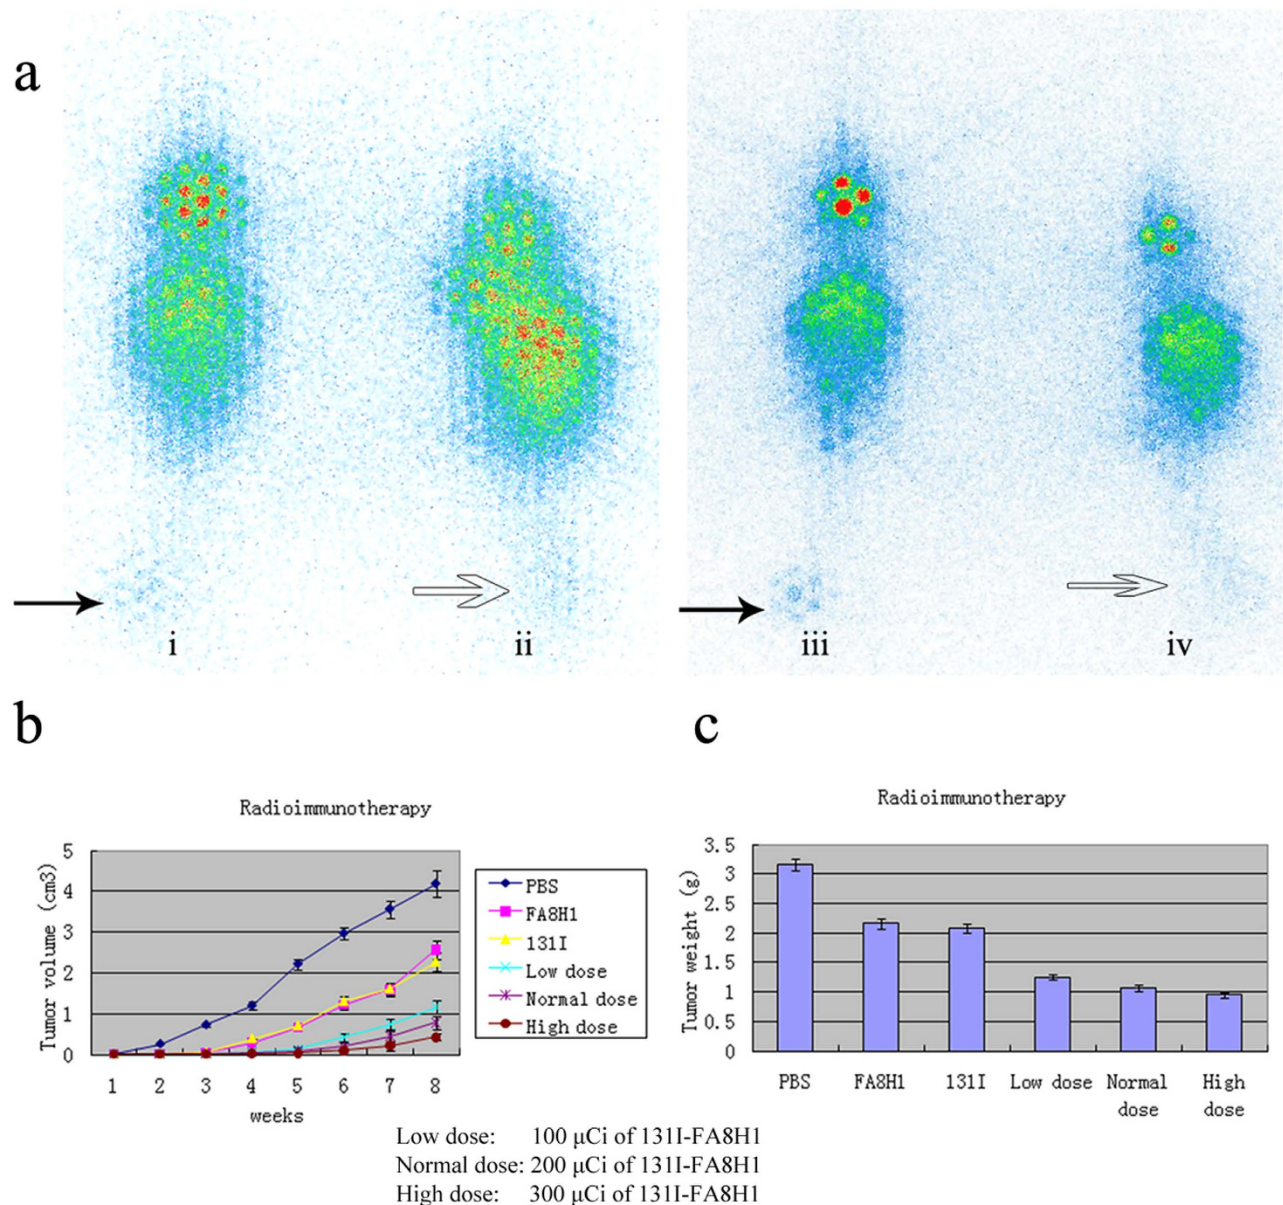 a
i
ii
iii
iv
b
Radioimmunotherapy
Tumor volume (cm3)
5
4
3
2
1
0
1 2 3 4 5 6 7 8
weeks
PBS
FA8H1
131I
Low dose
Normal dose
High dose
c
Radioimmunotherapy
Tumor weight (g)
3.5
3
2.5
2
1.5
1
0.5
0
PBS FA8H1 131I Low dose Normal High
dose dose
Low dose: 100 μCi of 131I-FA8H1
Normal dose: 200 μCi of 131I-FA8H1
High dose: 300 μCi of 131I-FA8H1